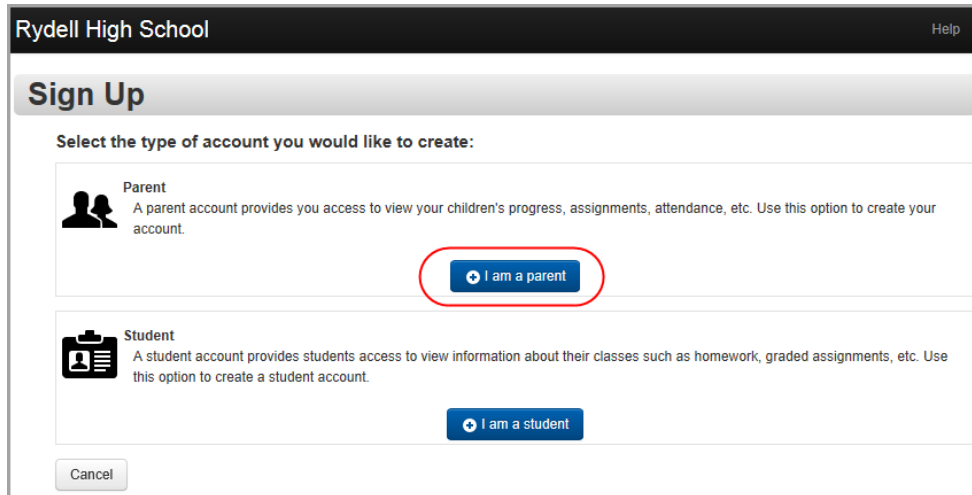 Rydell High School
Help
Sign Up
Select the type of account you would like to create:
Parent
A parent account provides you access to view your children's progress, assignments, attendance, etc. Use this option to create your
account.
I am a parent
Student
A student account provides students access to view information about their classes such as homework, graded assignments, etc. Use
this option to create a student account.
I am a student
Cancel